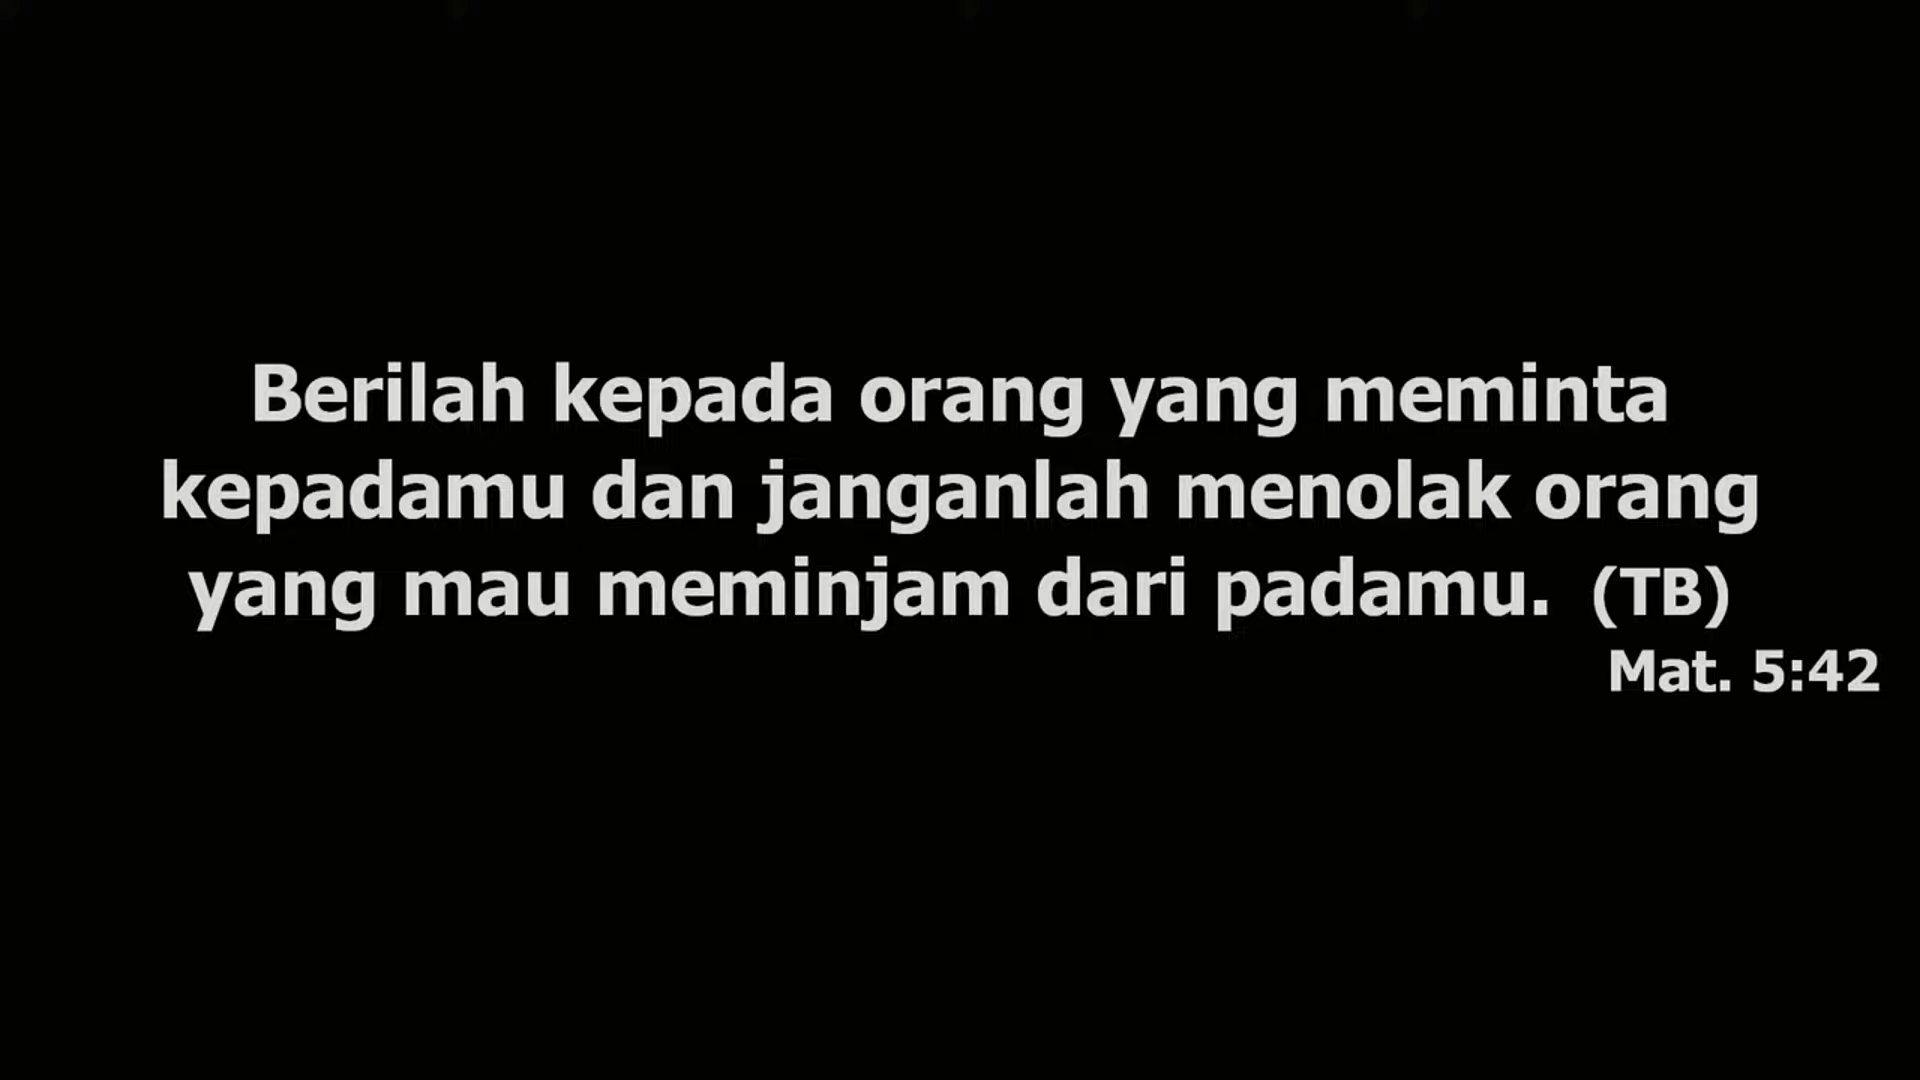 Berilah kepada orang yang meminta
kepadamu dan janganlah menolak orang
yang mau meminjam dari padamu. (TB)
Mat. 5:42